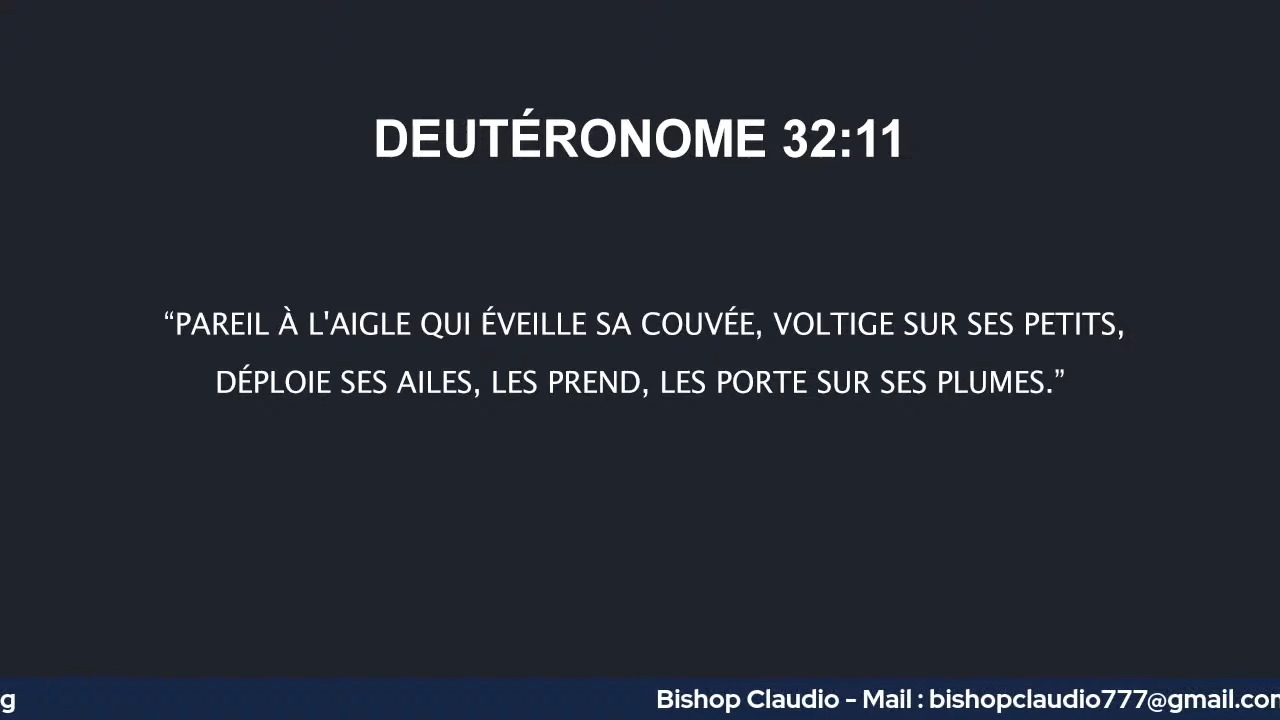 DEUTÉRONOME 32:11
“PAREIL À L'AIGLE QUI ÉVEILLE SA COUVÉE, VOLTIGE SUR SES PETITS,
DÉPLOIE SES AILES, LES PREND, LES PORTE SUR SES PLUMES.”
g Bishop Claudio - Mail : bishopclaudio777@gmail.com